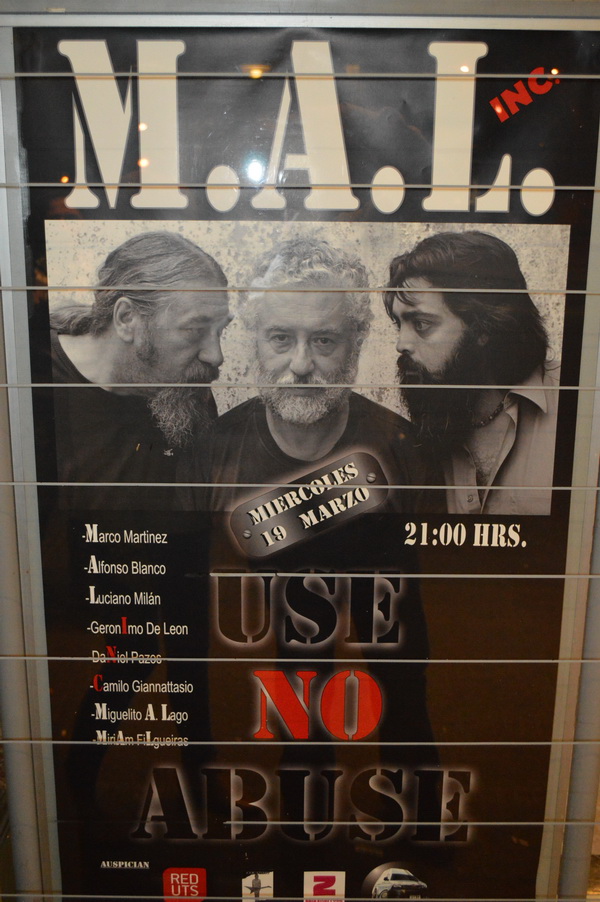 M.A.L.
INC.
MIERCOLES
19 MARZO
21:00 HRS.
-Marco Martinez
-Alfonso Blanco
-Luciano Milán
-GeronImo De Leon
-DaNiel Pazos
-Camilo Giannattasio
-Miguelito A. Lago
-MiriAm FiLgueiras
USE
NO
ABUSE
AUSPICIAN
RED
UTS
Z